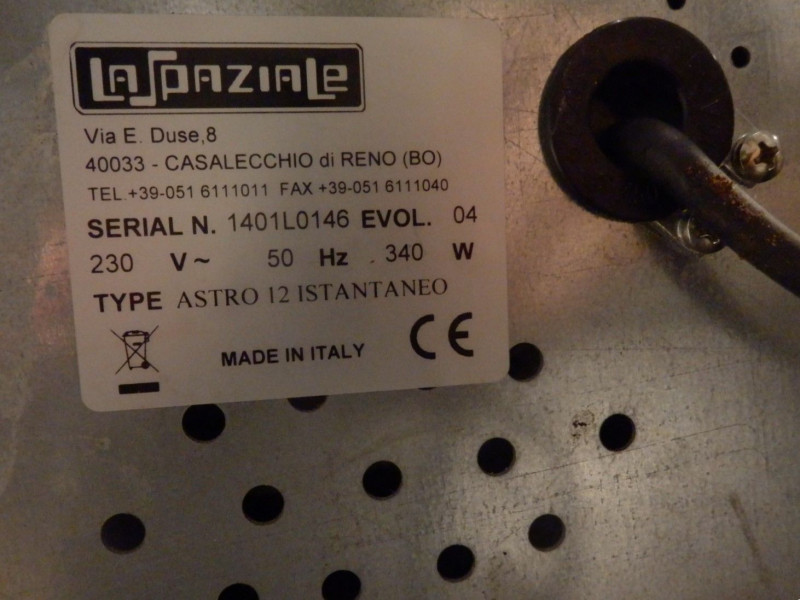 LaSpaziaLe
Via E. Duse,8
40033 - CASALECCHIO di RENO (BO)
TEL.+39-051 6111011 FAX +39-051 6111040
SERIAL N. 1401L0146 EVOL. 04
230 V~ 50 Hz 340 W
TYPE ASTRO 12 ISTANTANEO
MADE IN ITALY CE